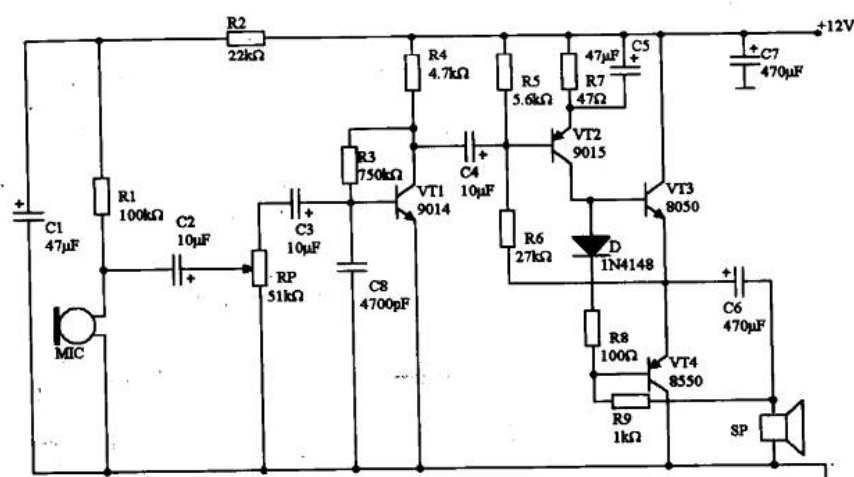 R2
22kΩ
+12V
R4
4.7kΩ
R5
5.6kΩ
47μF
C5
R7
47Ω
C7
470μF
VT2
9015
R3
750kΩ
C4
10μF
VT1
9014
VT3
8050
R1
100kΩ
C1
47μF
C2
10μF
C3
10μF
R6
27kΩ
D
1N4148
RP
51kΩ
C8
4700pF
C6
470μF
MIC
R8
100Ω
VT4
8550
R9
1kΩ
SP